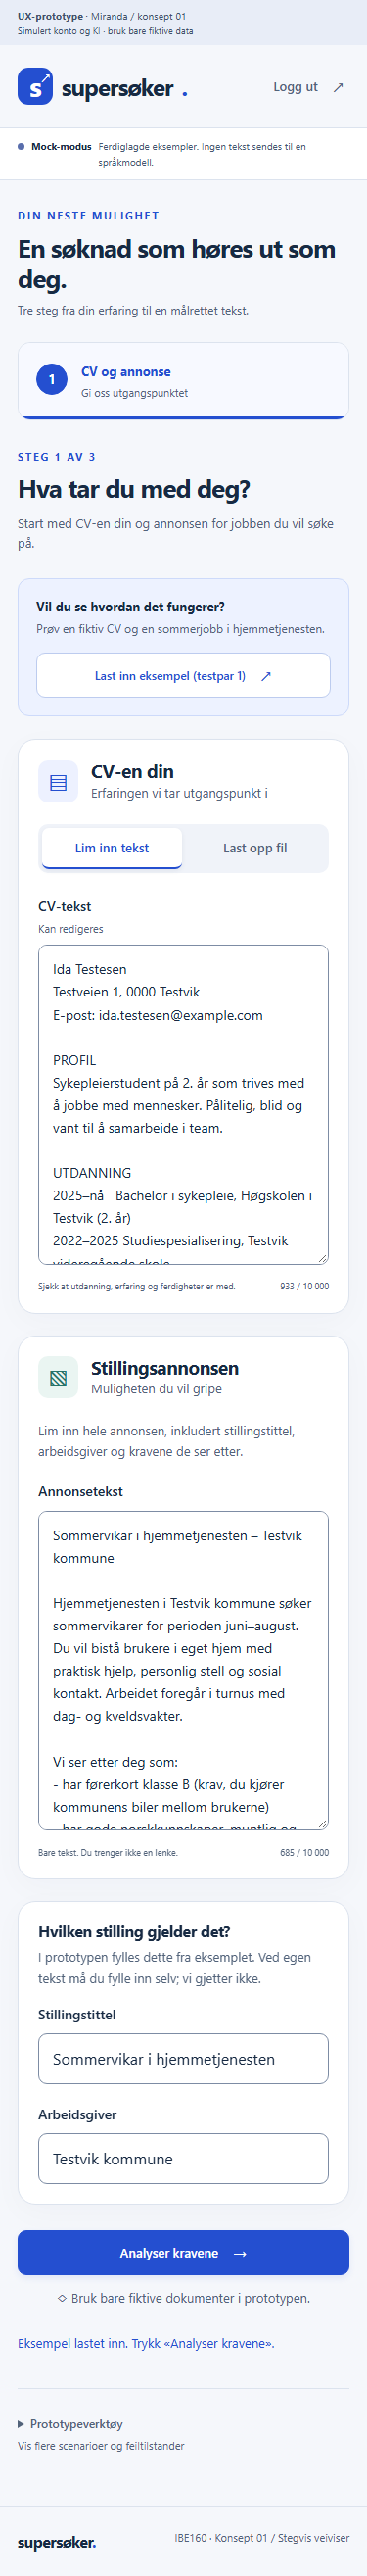 UX-prototype · Miranda / konsept 01
Simulert konto og KI - bruk bare fiktive data
s
supersøker .
Logg ut ↗
Mock-modus Ferdiglagde eksempler. Ingen tekst sendes til en
språkmodell.
DIN NESTE MULIGHET
En søknad som høres ut som
deg.
Tre steg fra din erfaring til en målrettet tekst.
1
CV og annonse
Gi oss utgangspunktet
STEG 1 AV 3
Hva tar du med deg?
Start med CV-en din og annonsen for jobben du vil søke
på.
Vil du se hvordan det fungerer?
Prøv en fiktiv CV og en sommerjobb i hjemmetjenesten.
Last inn eksempel (testpar 1) ↗
CV-en din
Erfaringen vi tar utgangspunkt i
Lim inn tekst
Last opp fil
CV-tekst
Kan redigeres
Ida Testesen
Testveien 1, 0000 Testvik
E-post: ida.testesen@example.com
PROFIL
Sykepleierstudent på 2. år som trives med
å jobbe med mennesker. Pålitelig, blid og
vant til å samarbeide i team.
UTDANNING
2025–nå Bachelor i sykepleie, Høgskolen i
Testvik (2. år)
2022–2025 Studiespesialisering, Testvik
videregående skole
Sjekk at utdanning, erfaring og ferdigheter er med. 933 / 10 000
Stillingsannonsen
Muligheten du vil gripe
Lim inn hele annonsen, inkludert stillingstittel,
arbeidsgiver og kravene de ser etter.
Annonsetekst
Sommervikar i hjemmetjenesten – Testvik
kommune
Hjemmetjenesten i Testvik kommune søker
sommervikarer for perioden juni–august.
Du vil bistå brukere i eget hjem med
praktisk hjelp, personlig stell og sosial
kontakt. Arbeidet foregår i turnus med
dag- og kveldsvakter.
Vi ser etter deg som:
- har førerkort klasse B (krav, du kjører
kommunens biler mellom brukerne)
- har gode norskkunnskaper, muntlig og
Bare tekst. Du trenger ikke en lenke. 685 / 10 000
Hvilken stilling gjelder det?
I prototypen fylles dette fra eksemplet. Ved egen
tekst må du fylle inn selv; vi gjetter ikke.
Stillingstittel
Sommervikar i hjemmetjenesten
Arbeidsgiver
Testvik kommune
Analyser kravene →
◇ Bruk bare fiktive dokumenter i prototypen.
Eksempel lastet inn. Trykk «Analyser kravene».
▶ Prototypeverktøy
Vis flere scenarioer og feiltilstander
supersøker.
IBE160 · Konsept 01 / Stegvis veiviser